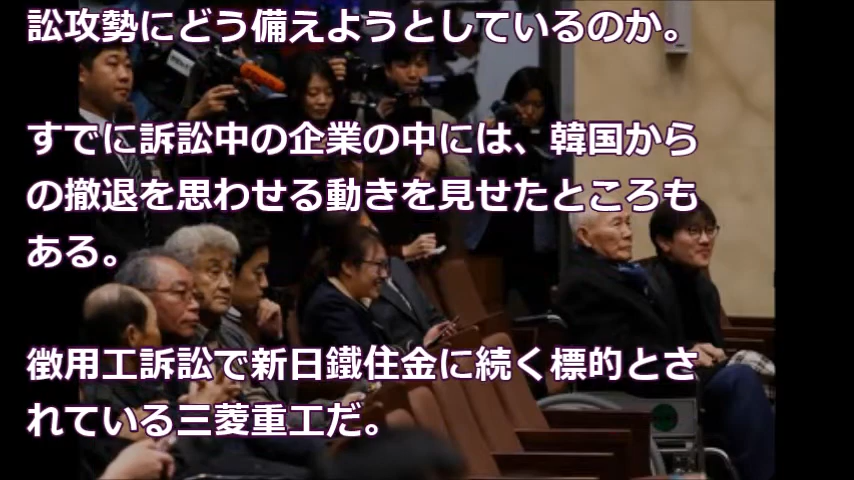 訟攻勢にどう備えようとしているのか。
すでに訴訟中の企業の中には、韓国から
の撤退を思わせる動きを見せたところも
ある。
徴用工訴訟で新日鐵住金に続く標的とさ
れている三菱重工だ。